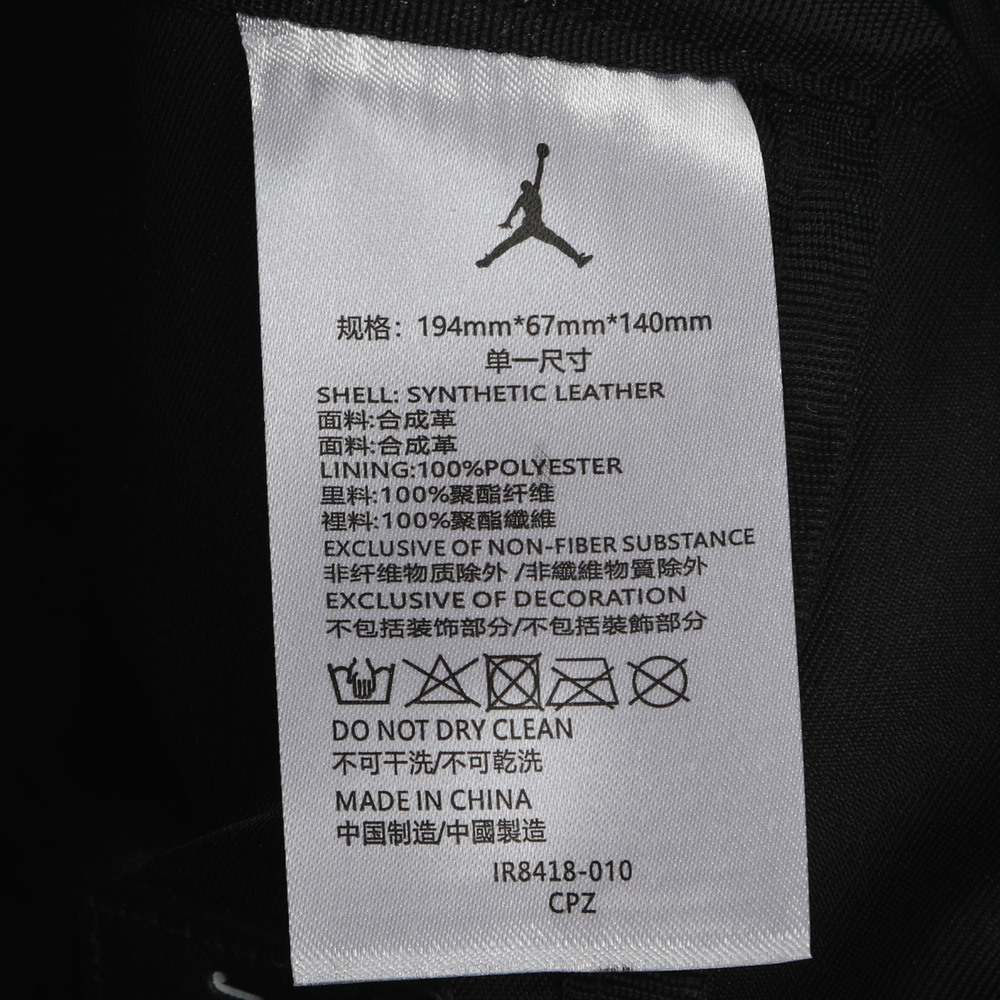 规格：194mm*67mm*140mm
单一尺寸
SHELL: SYNTHETIC LEATHER
面料:合成革
面料:合成革
LINING:100%POLYESTER
里料:100%聚酯纤维
裡料:100%聚酯纖維
EXCLUSIVE OF NON-FIBER SUBSTANCE
非纤维物质除外 /非纖維物質除外
EXCLUSIVE OF DECORATION
不包括装饰部分/不包括裝飾部分
DO NOT DRY CLEAN
不可干洗/不可乾洗
MADE IN CHINA
中国制造/中國製造
IR8418-010
CPZ